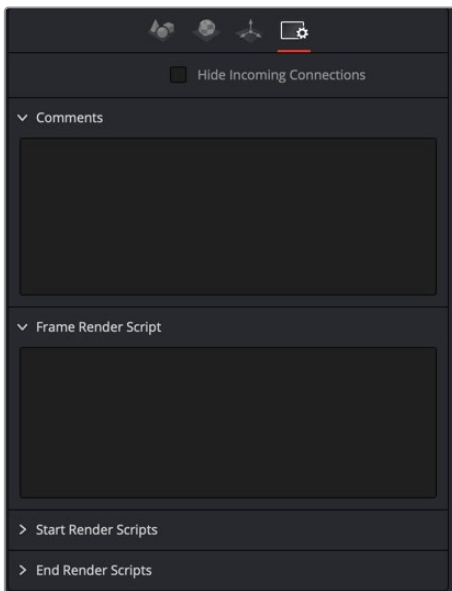 Hide Incoming Connections
Comments
Frame Render Script
Start Render Scripts
End Render Scripts